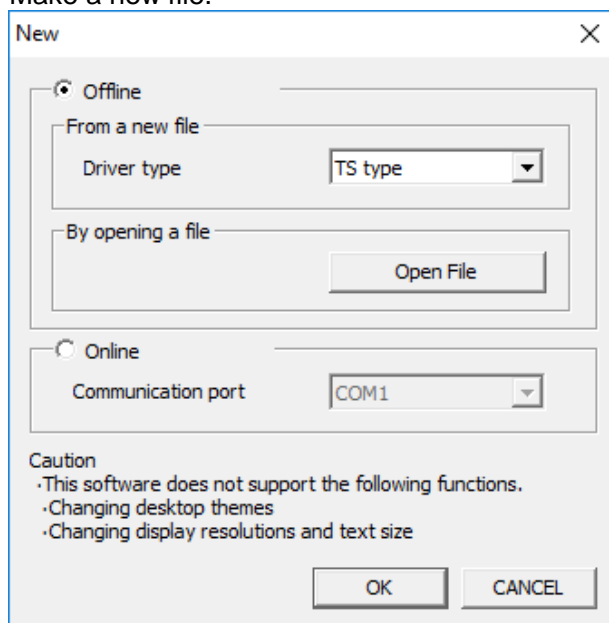 Make a new file.
New
Offline
From a new file
Driver type TS type
By opening a file
Open File
Online
Communication port COM1
Caution
·This software does not support the following functions.
·Changing desktop themes
·Changing display resolutions and text size
OK CANCEL